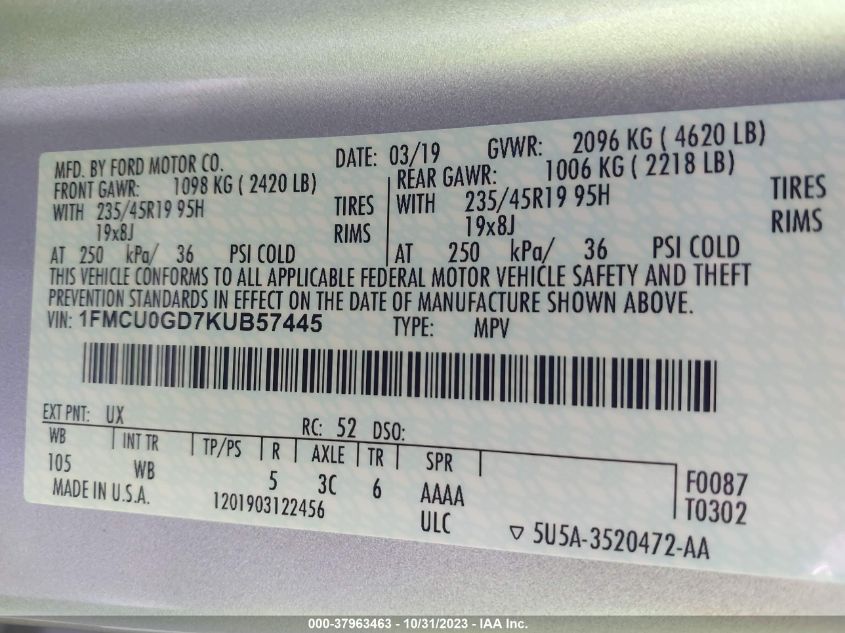 MFD. BY FORD MOTOR CO.
DATE: 03/19 GVWR: 2096 KG ( 4620 LB)
FRONT GAWR: 1098 KG ( 2420 LB) REAR GAWR: 1006 KG ( 2218 LB)
WITH 235/45R19 95H TIRES WITH 235/45R19 95H TIRES
19x8J RIMS 19x8J RIMS
AT 250 kPa/ 36 PSI COLD AT 250 kPa/ 36 PSI COLD
THIS VEHICLE CONFORMS TO ALL APPLICABLE FEDERAL MOTOR VEHICLE SAFETY AND THEFT
PREVENTION STANDARDS IN EFFECT ON THE DATE OF MANUFACTURE SHOWN ABOVE.
VIN: 1FMCU0GD7KUB57445 TYPE: MPV
EXT PNT: UX RC: 52 DSO:
WB INT TR TP/PS R AXLE TR SPR
105 WB 5 3C 6 AAAA F0087
MADE IN U.S.A. 1201903122456 ULC T0302
▽ 5U5A-3520472-AA
000-37963463 - 10/31/2023 - IAA Inc.